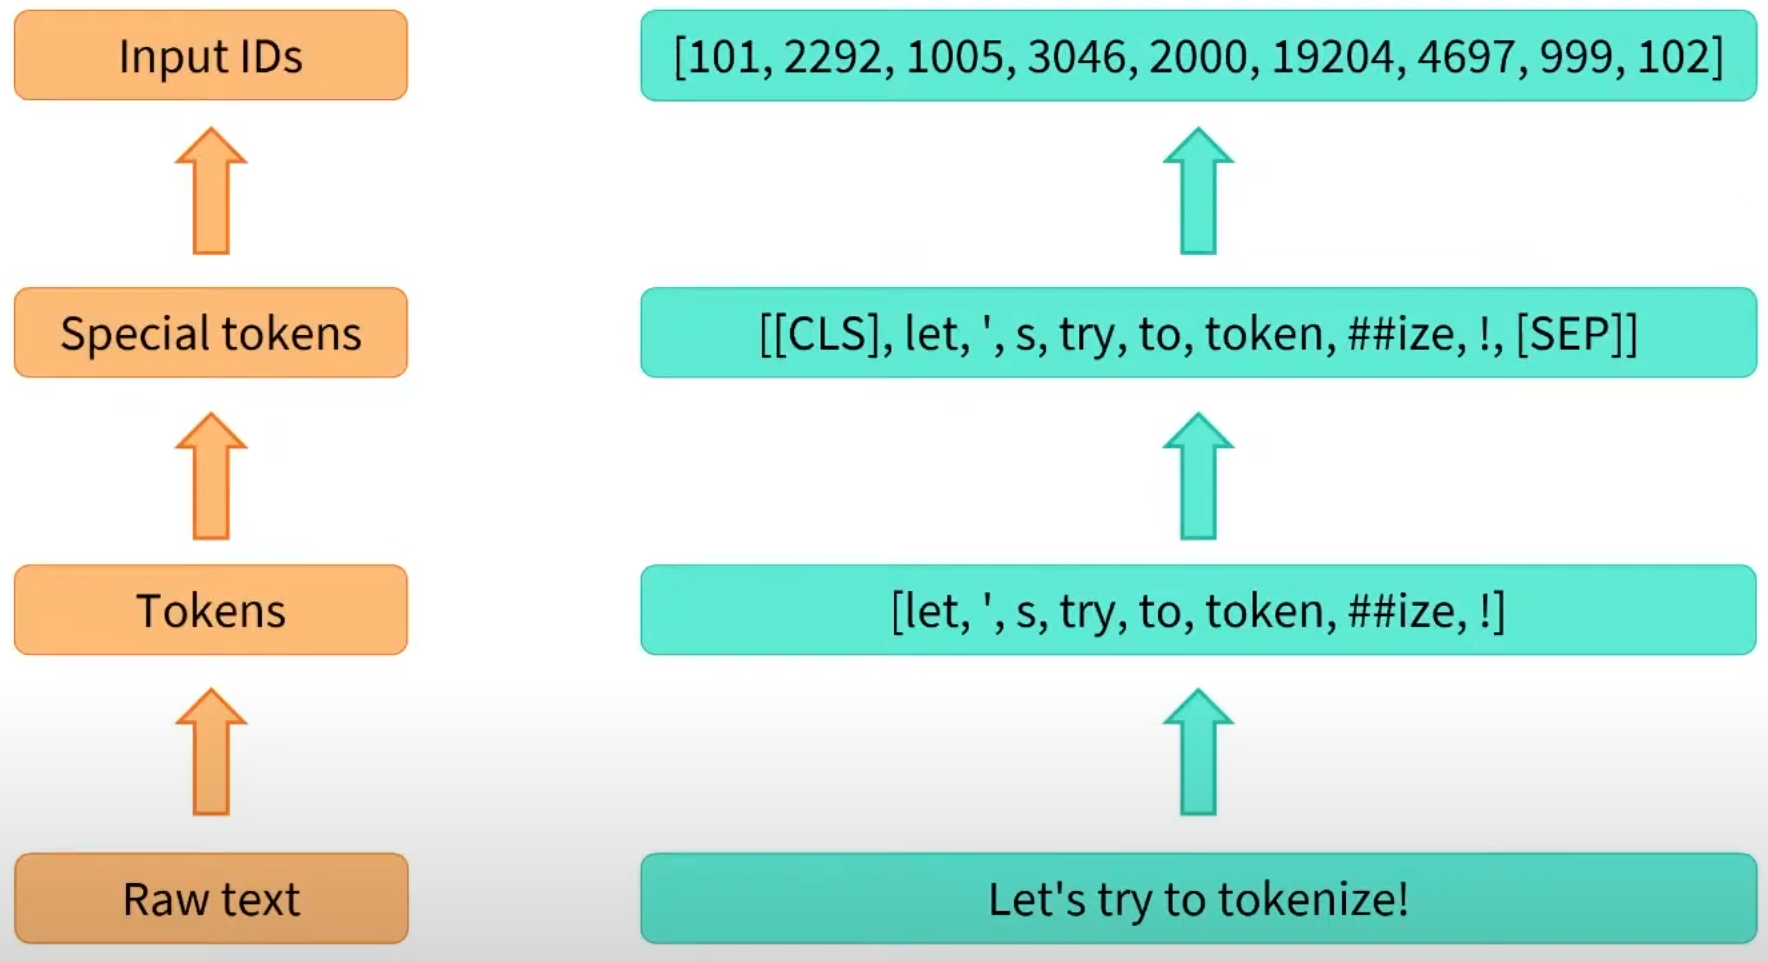 Input IDs
[101, 2292, 1005, 3046, 2000, 19204, 4697, 999, 102]
Special tokens
[[CLS], let, ', s, try, to, token, ##ize, !, [SEP]]
Tokens
[let, ', s, try, to, token, ##ize, !]
Raw text
Let's try to tokenize!